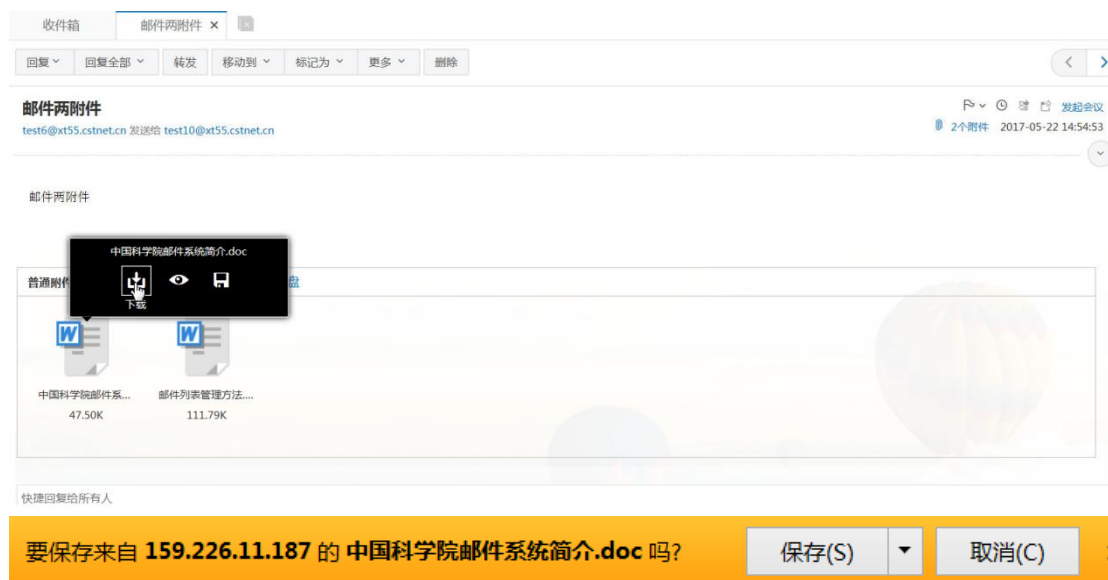 收件箱 邮件两附件 ×
回复 回复全部 转发 移动到 标记为 更多 删除
邮件两附件
发起会议
test6@xt55.cstnet.cn 发送给 test10@xt55.cstnet.cn
2个附件 2017-05-22 14:54:53
邮件两附件
中国科学院邮件系统简介.doc
普通附件 盘
下载
中国科学院邮件系... 邮件列表管理方法....
47.50K 111.79K
快捷回复给所有人
要保存来自 159.226.11.187 的 中国科学院邮件系统简介.doc 吗? 保存(S) 取消(C)